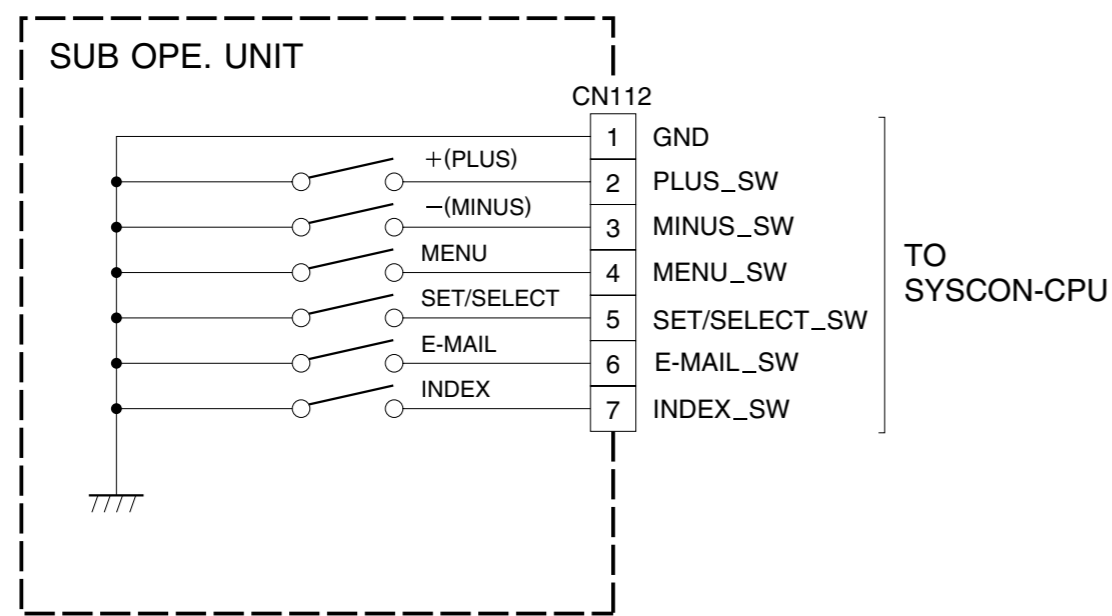 SUB OPE. UNIT
CN112
1 GND
+(PLUS)
2 PLUS_SW
−(MINUS)
3 MINUS_SW
MENU
4 MENU_SW
SET/SELECT
5 SET/SELECT_SW
E-MAIL
6 E-MAIL_SW
INDEX
7 INDEX_SW
TO
SYSCON-CPU